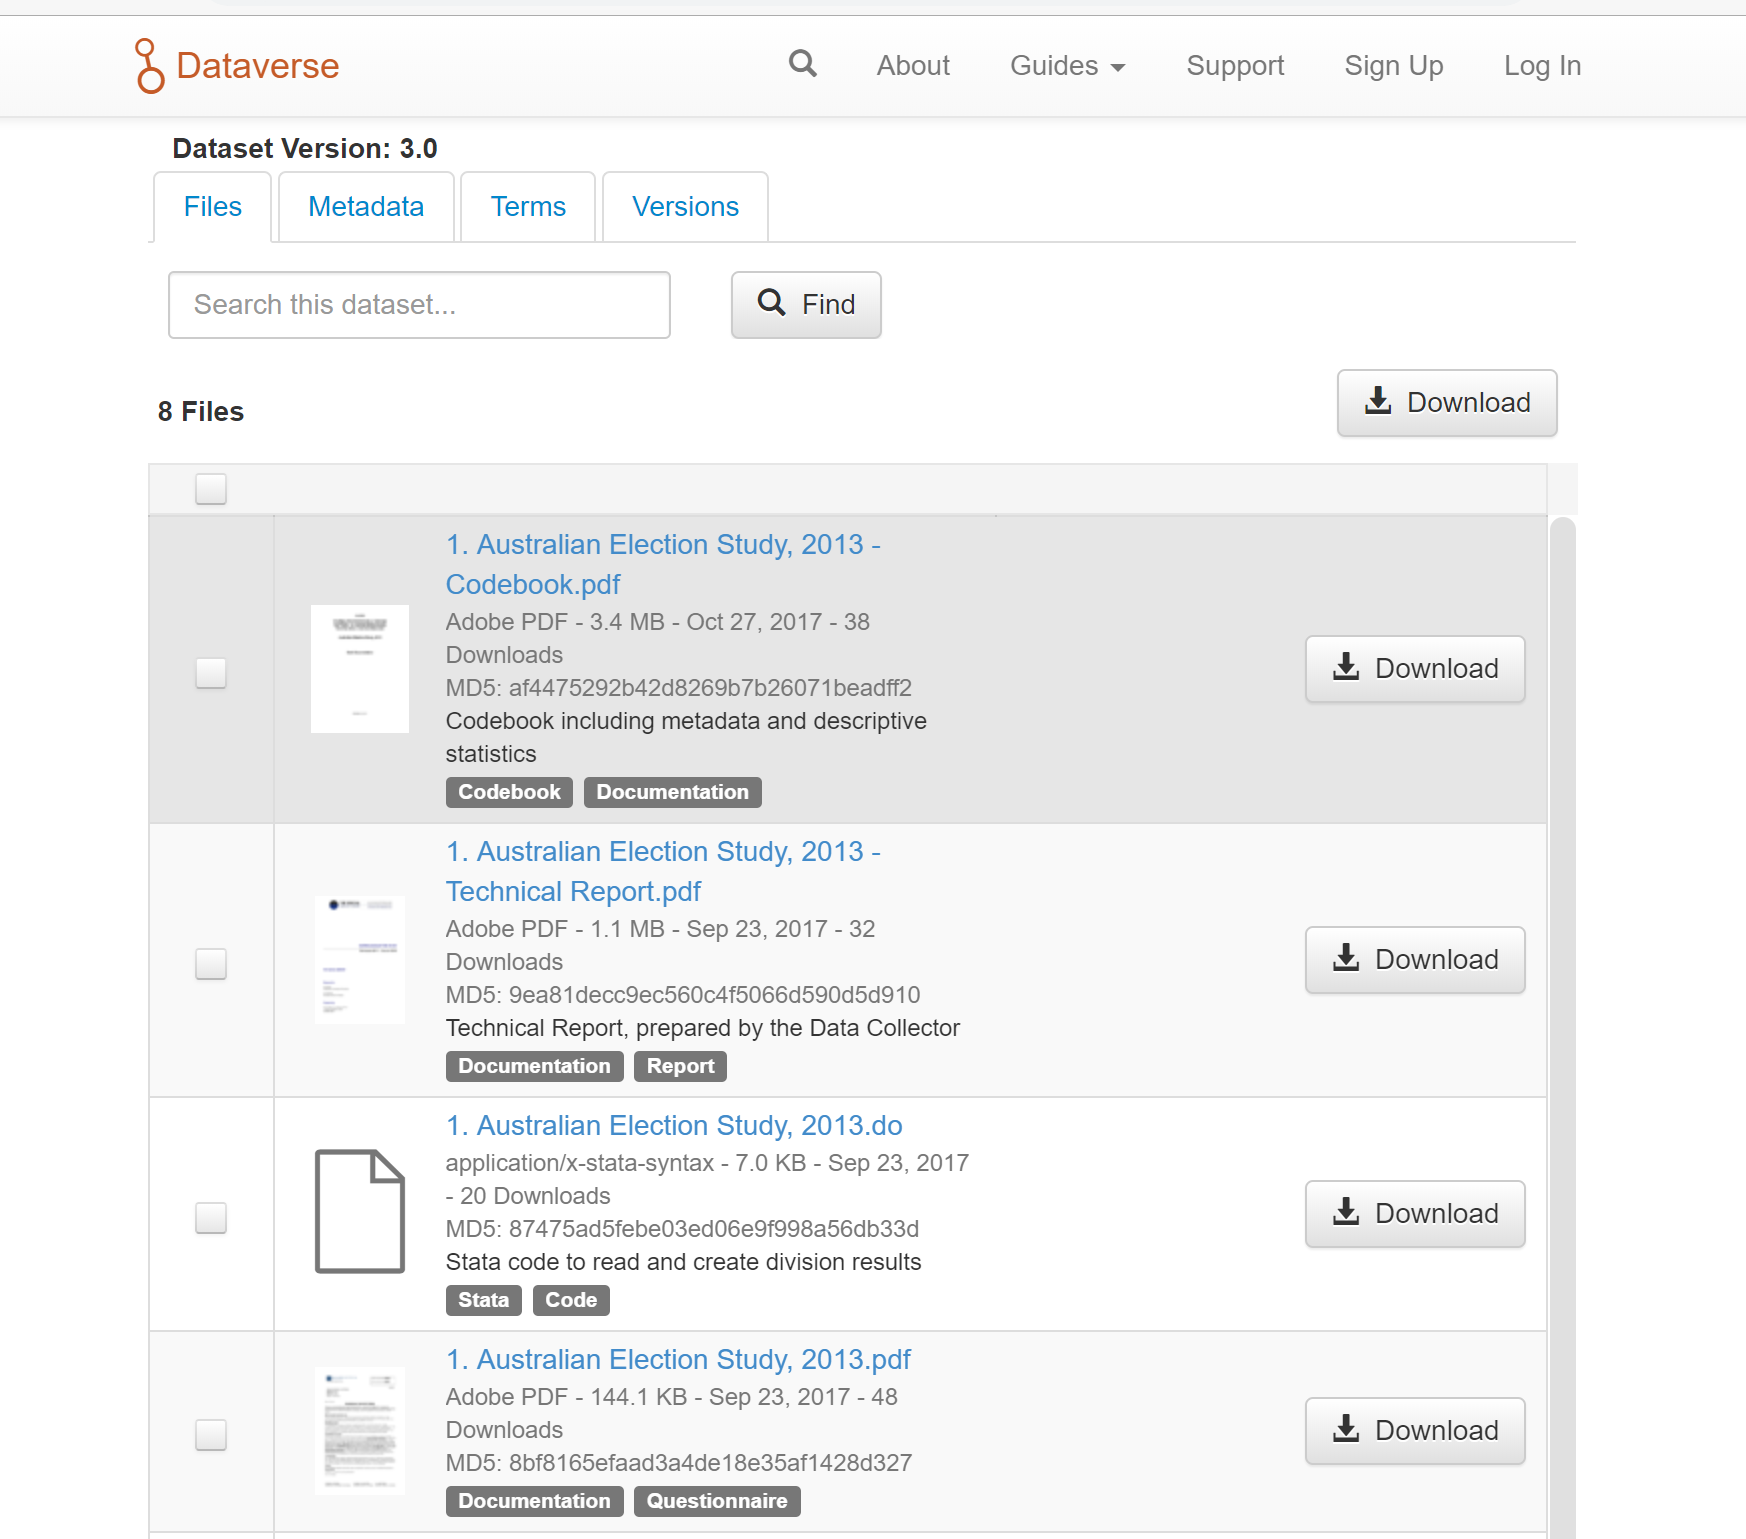 Dataverse
About
Guides
Support
Sign Up
Log In
Dataset Version: 3.0
Files
Metadata
Terms
Versions
Search this dataset...
Find
8 Files
Download
1. Australian Election Study, 2013 -
Codebook.pdf
Adobe PDF - 3.4 MB - Oct 27, 2017 - 38
Downloads
MD5: af4475292b42d8269b7b26071beadff2
Codebook including metadata and descriptive
statistics
Codebook
Documentation
Download
1. Australian Election Study, 2013 -
Technical Report.pdf
Adobe PDF - 1.1 MB - Sep 23, 2017 - 32
Downloads
MD5: 9ea81decc9ec560c4f5066d590d5d910
Technical Report, prepared by the Data Collector
Documentation
Report
Download
1. Australian Election Study, 2013.do
application/x-stata-syntax - 7.0 KB - Sep 23, 2017
- 20 Downloads
MD5: 87475ad5febe03ed06e9f998a56db33d
Stata code to read and create division results
Stata
Code
Download
1. Australian Election Study, 2013.pdf
Adobe PDF - 144.1 KB - Sep 23, 2017 - 48
Downloads
MD5: 8bf8165efaad3a4de18e35af1428d327
Documentation
Questionnaire
Download